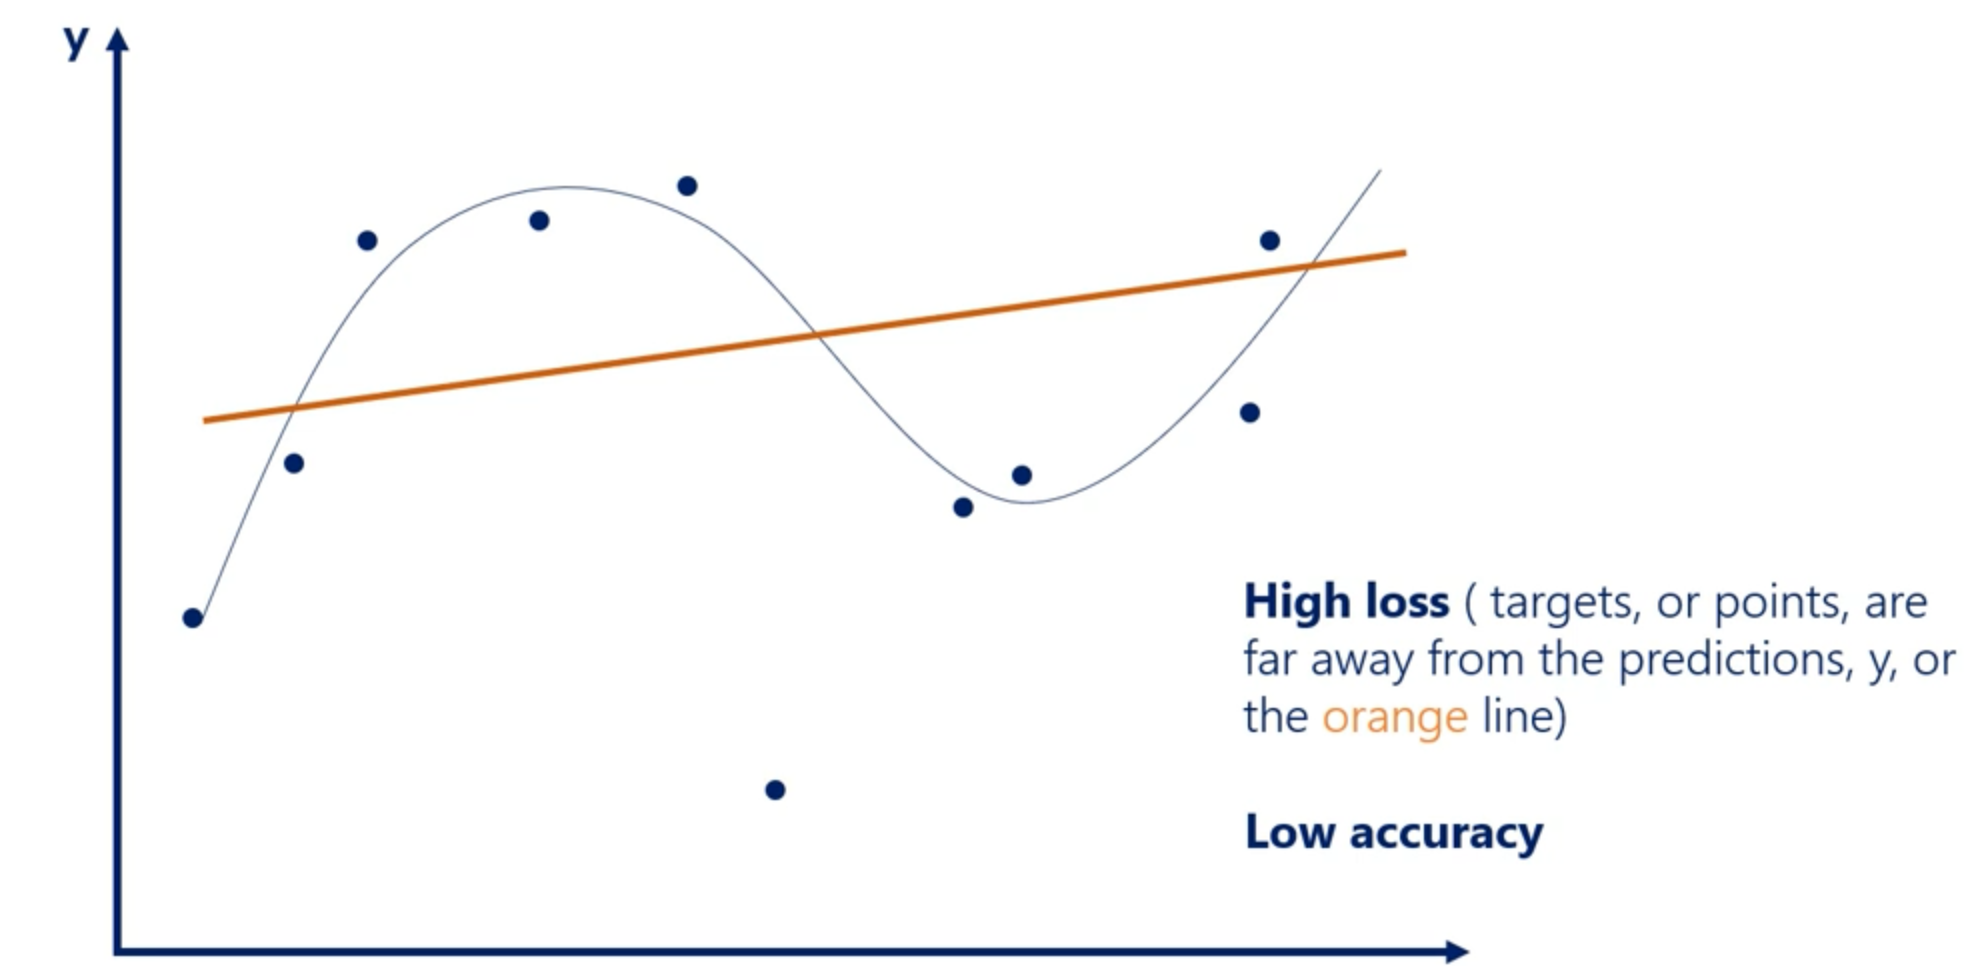 y
High loss ( targets, or points, are
far away from the predictions, y, or
the orange line)
Low accuracy